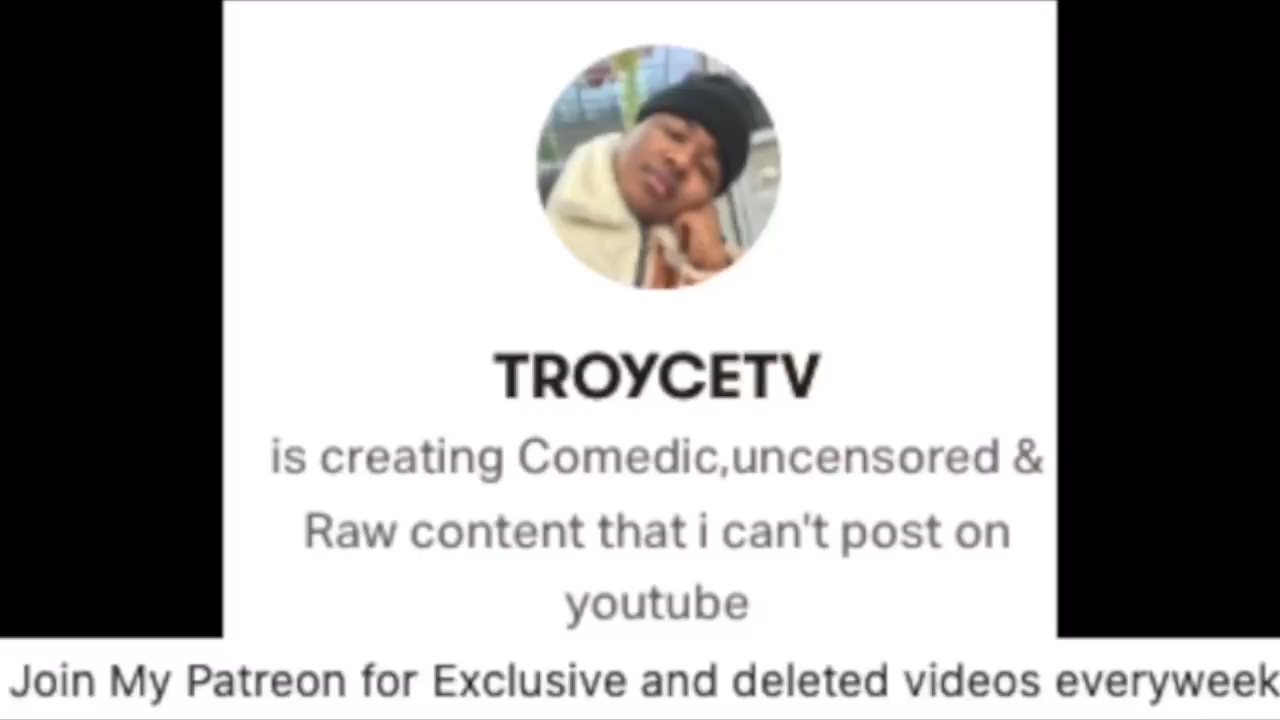 TROYCETV
is creating Comedic,uncensored &
Raw content that i can't post on
youtube
Join My Patreon for Exclusive and deleted videos everyweek